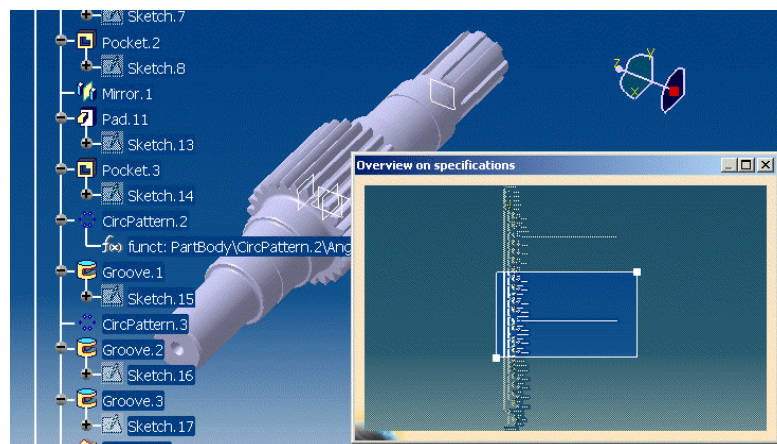 Sketch.7
Pocket.2
Sketch.8
Mirror.1
Pad.11
Sketch.13
Pocket.3
Sketch.14
CircPattern.2
f(x) funct: PartBody\CircPattern.2\Ang
Groove.1
Sketch.15
CircPattern.3
Groove.2
Sketch.16
Groove.3
Sketch.17
z
y
x
Overview on specifications